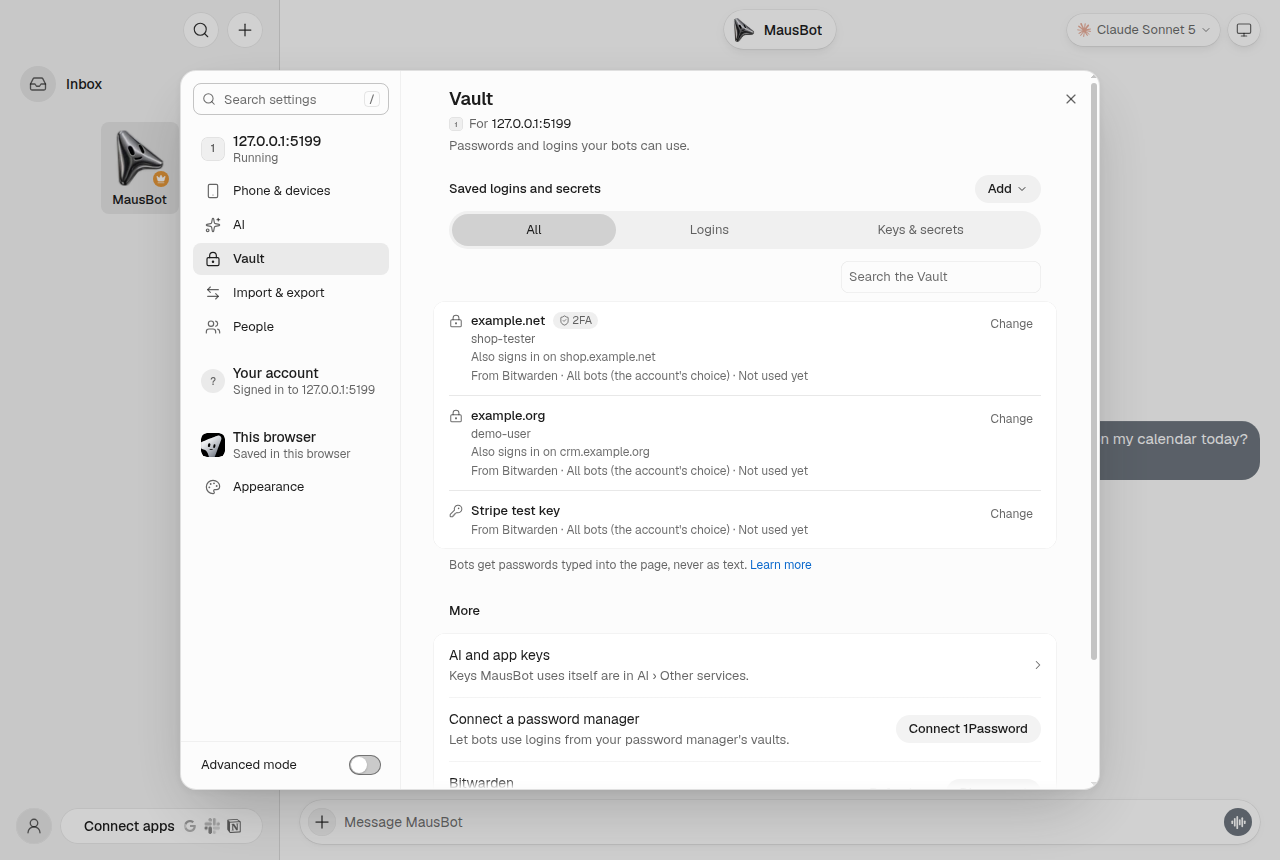 MausBot
Claude Sonnet 5
Inbox
MausBot
Search settings
/
1
127.0.0.1:5199
Running
Phone & devices
AI
Vault
Import & export
People
?
Your account
Signed in to 127.0.0.1:5199
This browser
Saved in this browser
Appearance
Advanced mode
Connect apps
Vault
1 For 127.0.0.1:5199
Passwords and logins your bots can use.
Saved logins and secrets
Add
All
Logins
Keys & secrets
Search the Vault
example.net 2FA
Change
shop-tester
Also signs in on shop.example.net
From Bitwarden · All bots (the account's choice) · Not used yet
example.org
Change
demo-user
Also signs in on crm.example.org
From Bitwarden · All bots (the account's choice) · Not used yet
Stripe test key
Change
From Bitwarden · All bots (the account's choice) · Not used yet
Bots get passwords typed into the page, never as text. Learn more
More
AI and app keys
Keys MausBot uses itself are in AI › Other services.
Connect a password manager
Let bots use logins from your password manager's vaults.
Connect 1Password
Bitwarden
n my calendar today?
Message MausBot